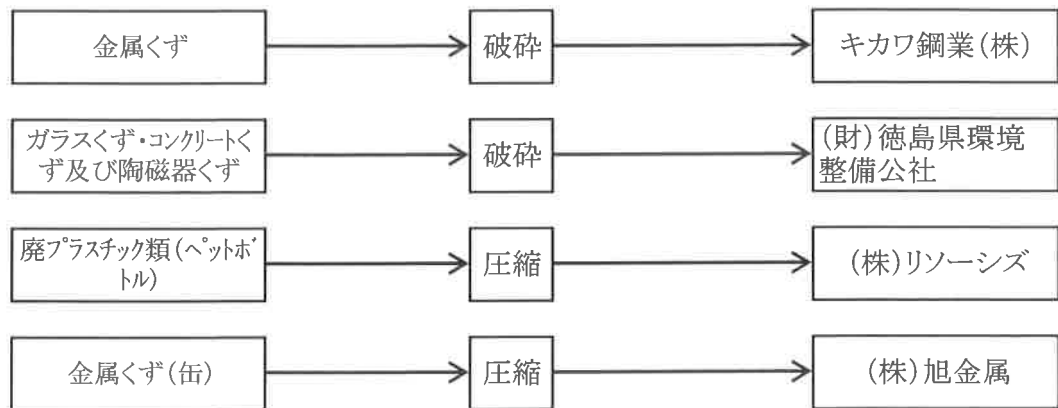 金属くず
破砕
キカワ鋼業(株)
ガラスくず・コンクリートく
ず及び陶磁器くず
破砕
(財)徳島県環境
整備公社
廃プラスチック類(ペットボ
トル)
圧縮
(株)リソーシズ
金属くず(缶)
圧縮
(株)旭金属